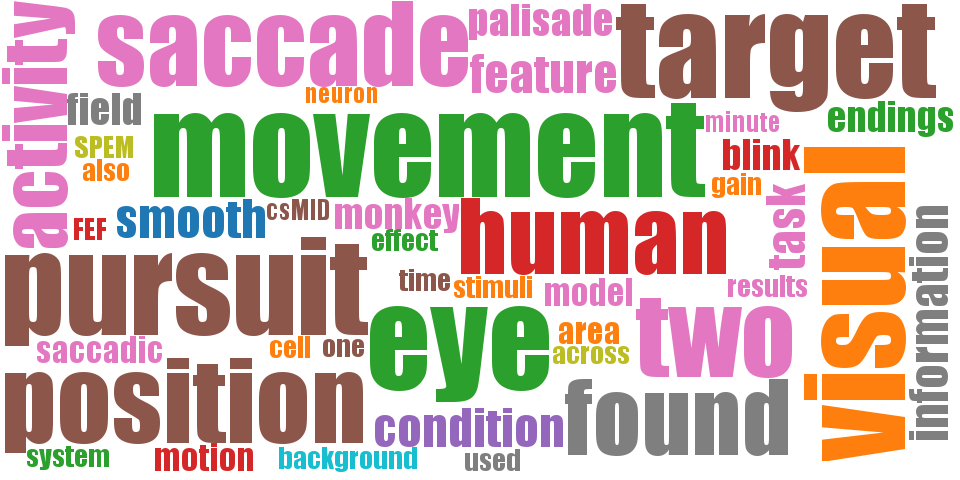 saccade
palisade
target
activity
feature
neuron
field
movement
minute
endings
SPEM
also
blink
visual
gain
task
FEF
smooth
csMID
monkey
human
effect
information
pursuit
time
stimuli
model
results
eye
two
saccadic
cell
one
area
across
position
found
condition
system
motion
background
used